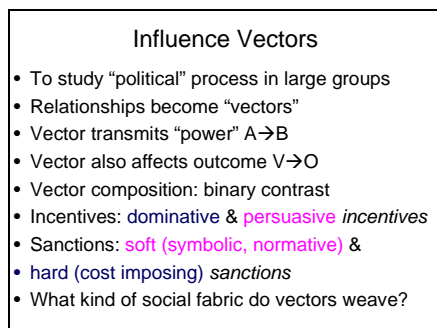 Influence Vectors
• To study “political” process in large groups
• Relationships become “vectors”
• Vector transmits “power” A→B
• Vector also affects outcome V→O
• Vector composition: binary contrast
• Incentives: dominative & persuasive incentives
• Sanctions: soft (symbolic, normative) &
• hard (cost imposing) sanctions
• What kind of social fabric do vectors weave?